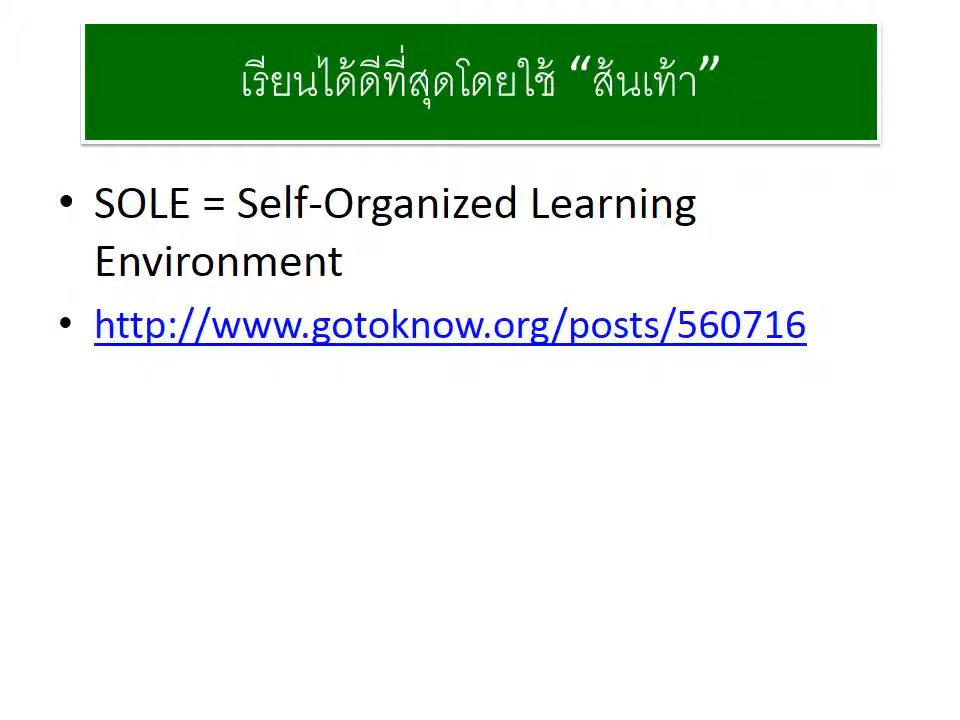 เรียนได้ดีที่สุดโดยใช้ “ส้นเท้า”
• SOLE = Self-Organized Learning
Environment
• http://www.gotoknow.org/posts/560716